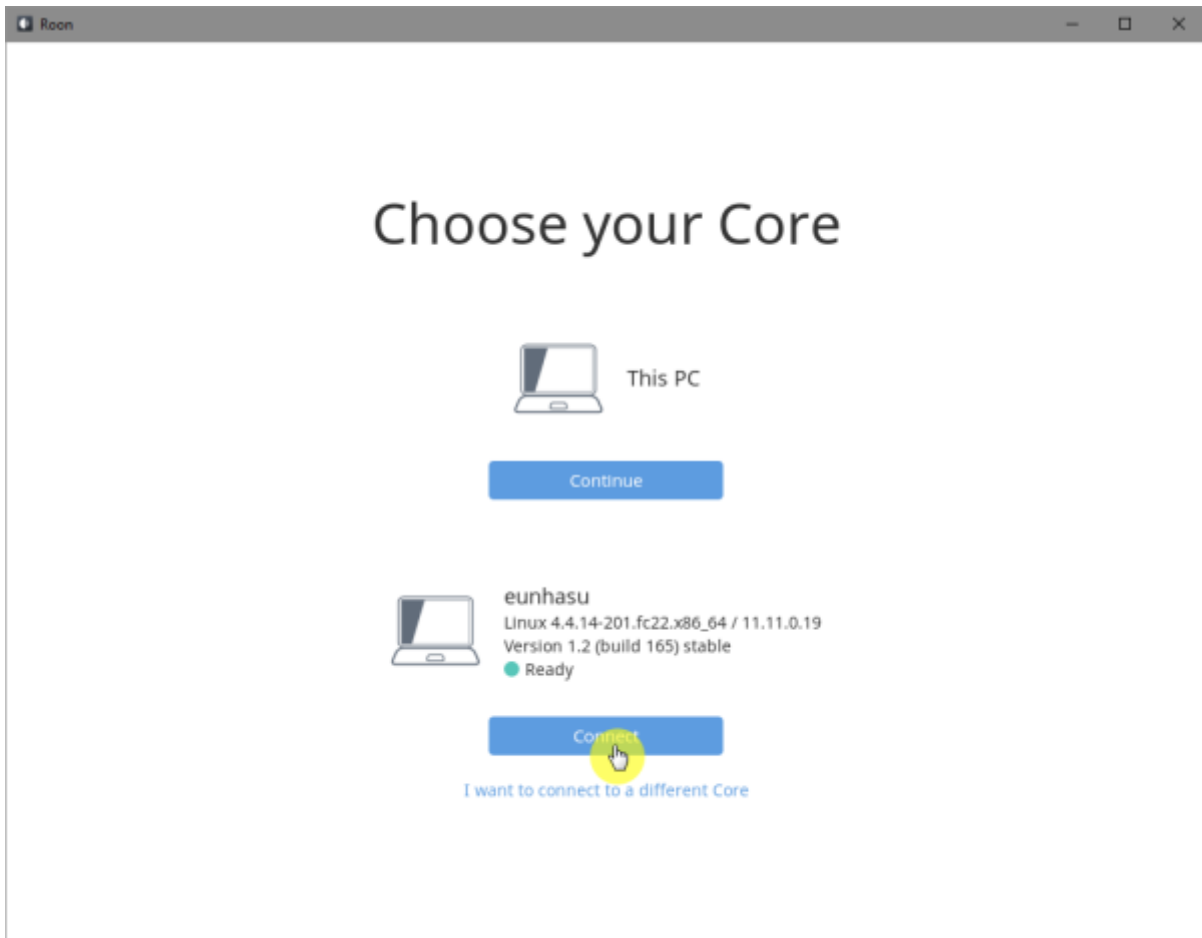 Roon
Choose your Core
This PC
Continue
eunhasu
Linux 4.4.14-201.fc22.x86_64 / 11.11.0.19
Version 1.2 (build 165) stable
Ready
Connect
I want to connect to a different Core